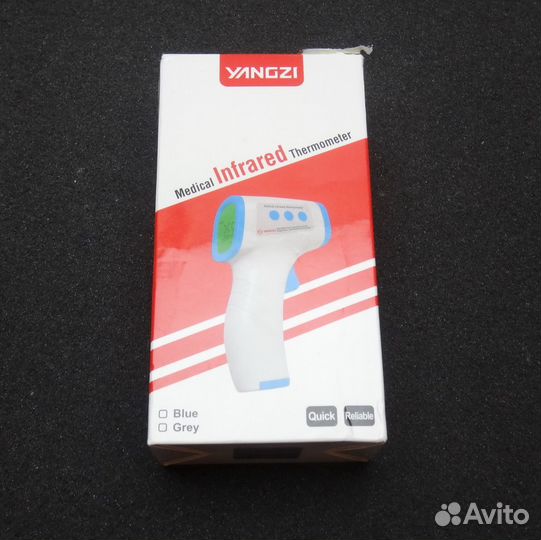 YANGZI
Medical Infrared Thermometer
Blue
Grey
Quick
Reliable
Avito